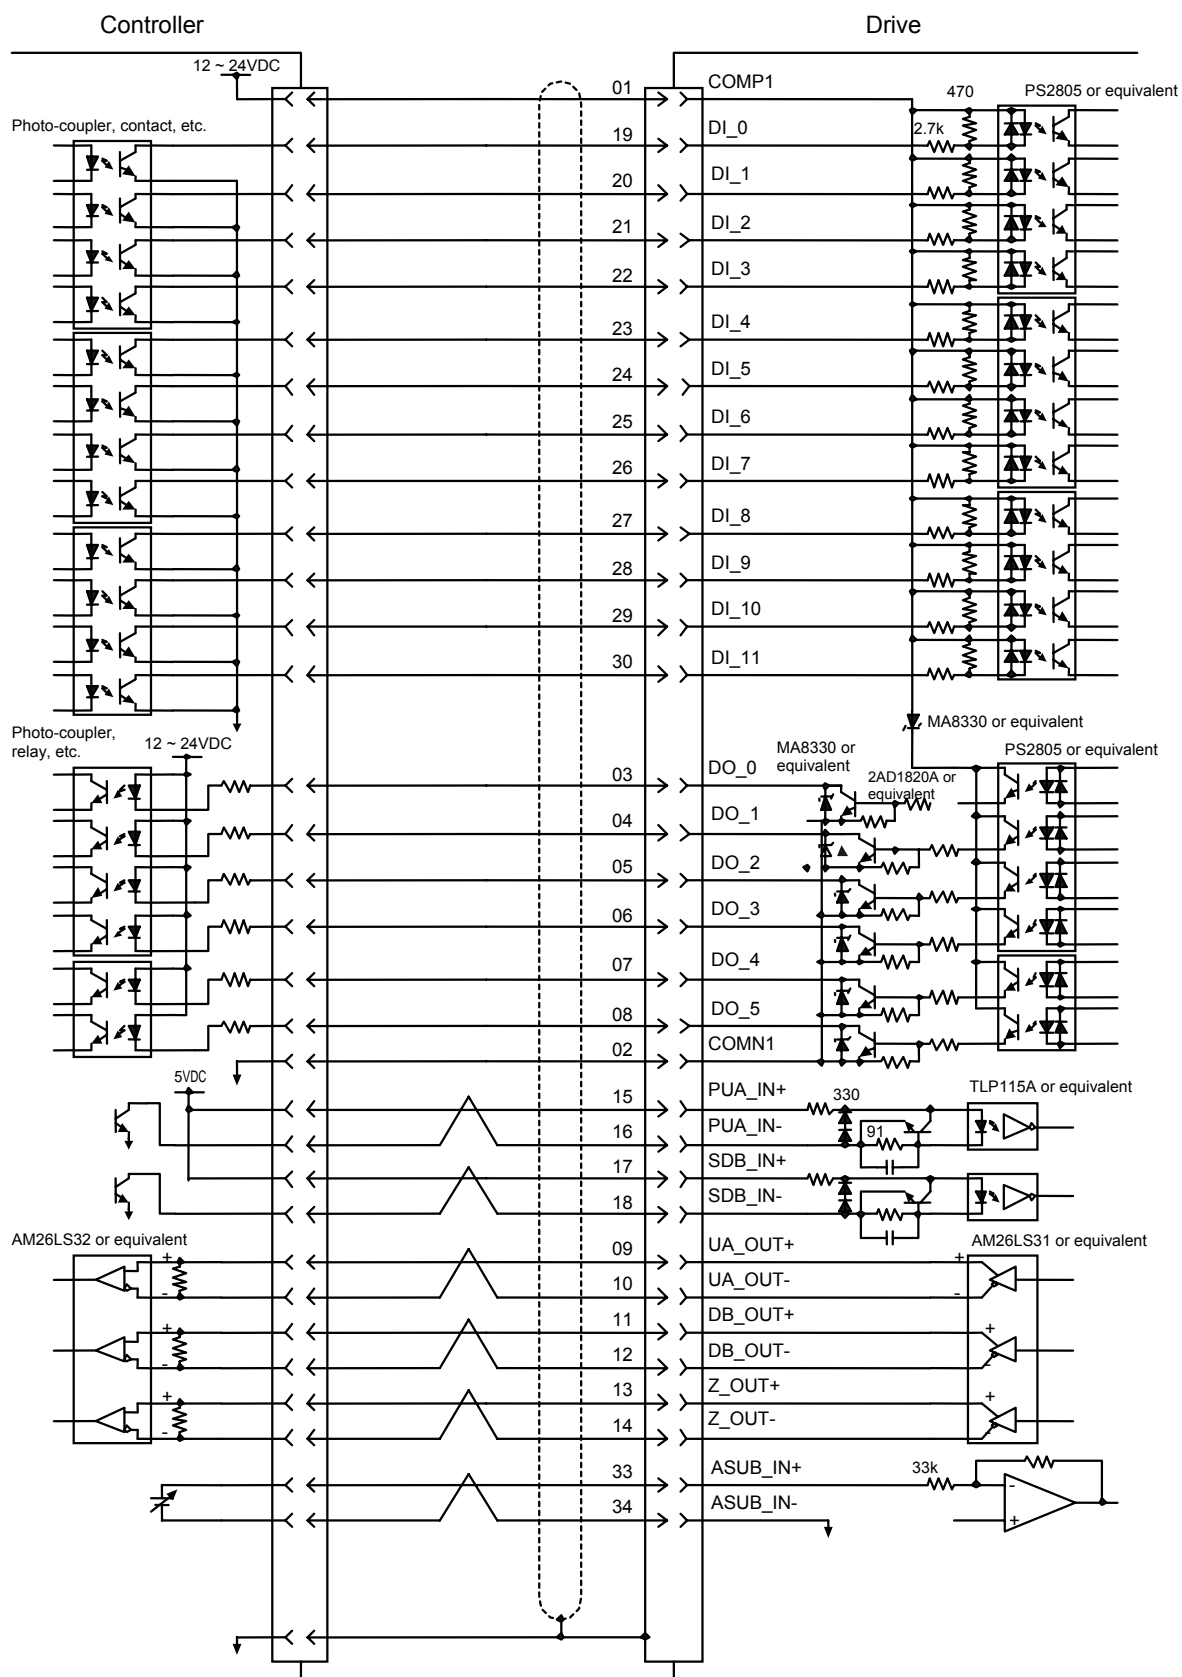 Controller
Drive
12 ~ 24VDC
01
COMP1
470
PS2805 or equivalent
Photo-coupler, contact, etc.
19
DI_0
2.7k
20
DI_1
21
DI_2
22
DI_3
23
DI_4
24
DI_5
25
DI_6
26
DI_7
27
DI_8
28
DI_9
29
DI_10
30
DI_11
MA8330 or equivalent
Photo-coupler,
relay, etc.
12 ~ 24VDC
MA8330 or
equivalent
PS2805 or equivalent
03
DO_0
2AD1820A or
equivalent
04
DO_1
05
DO_2
06
DO_3
07
DO_4
08
DO_5
02
COMN1
5VDC
15
PUA_IN+
330
TLP115A or equivalent
16
PUA_IN-
91
17
SDB_IN+
18
SDB_IN-
AM26LS32 or equivalent
09
UA_OUT+
AM26LS31 or equivalent
+
+
10
UA_OUT-
-
-
11
DB_OUT+
+
+
12
DB_OUT-
-
-
13
Z_OUT+
+
+
14
Z_OUT-
-
-
33
ASUB_IN+
33k
-
34
ASUB_IN-
+